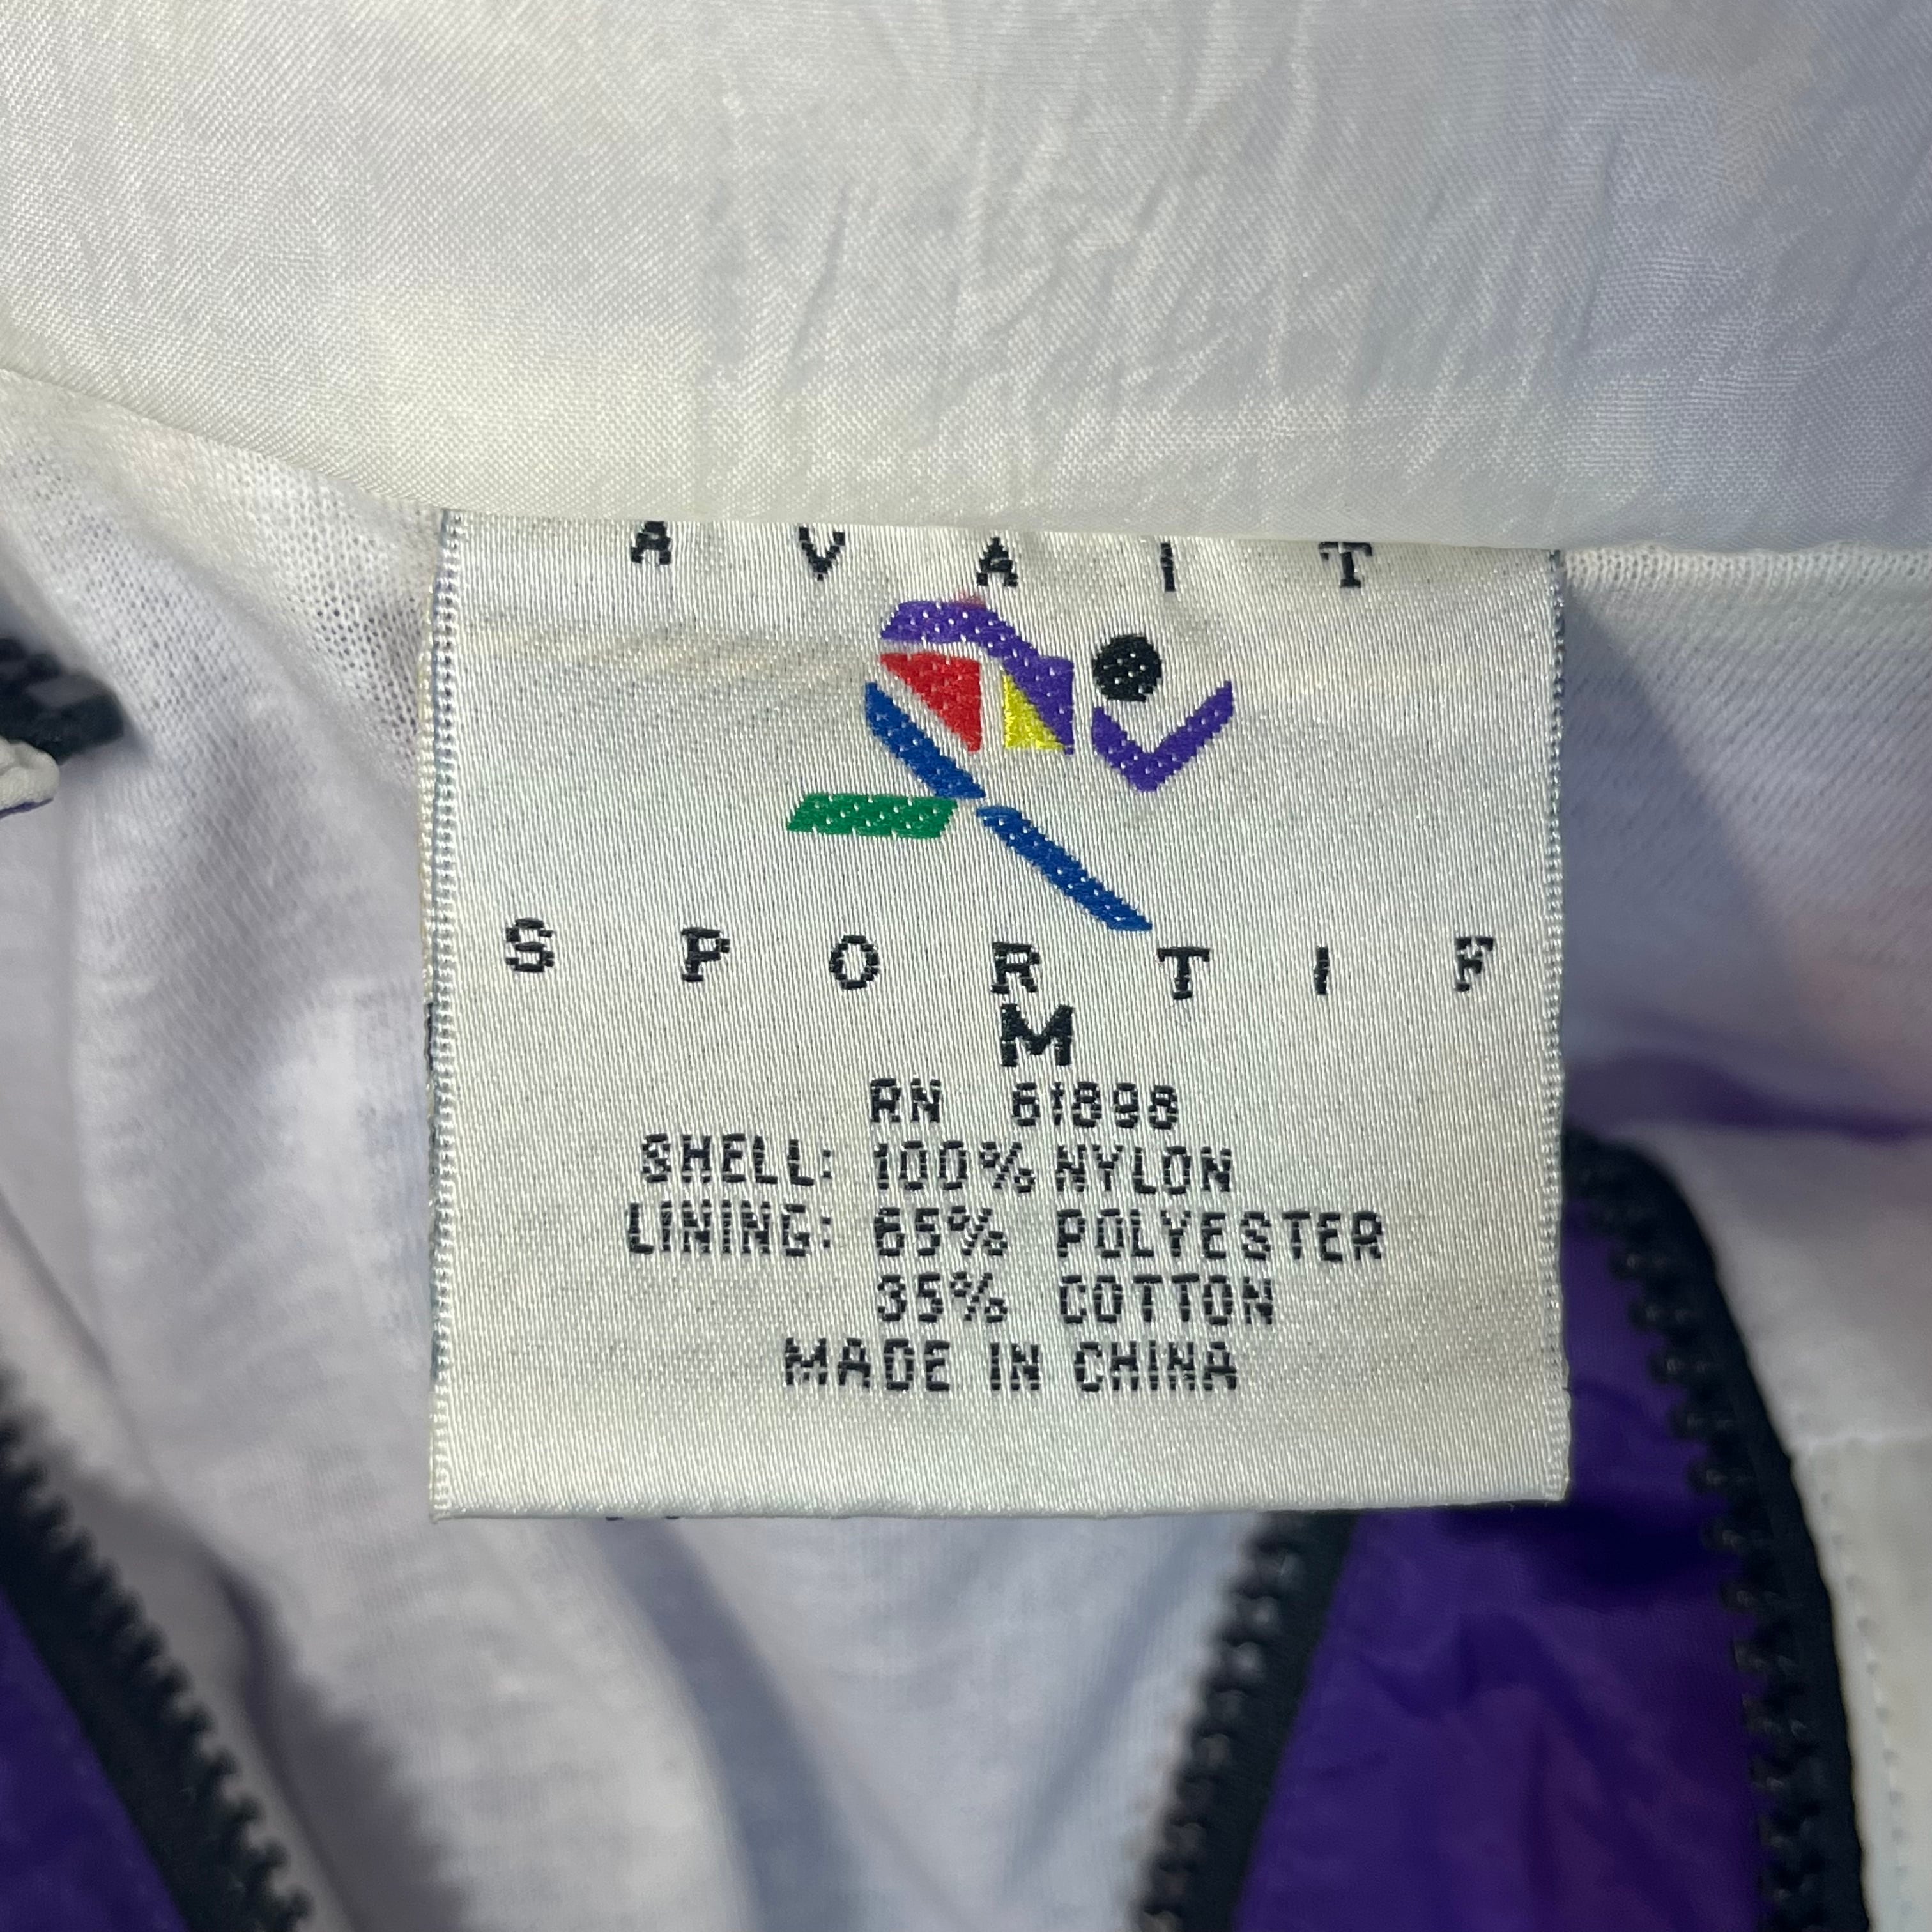 AVAIT
SPORTIF
M
RN 61898
SHELL: 100% NYLON
LINING: 65% POLYESTER
35% COTTON
MADE IN CHINA